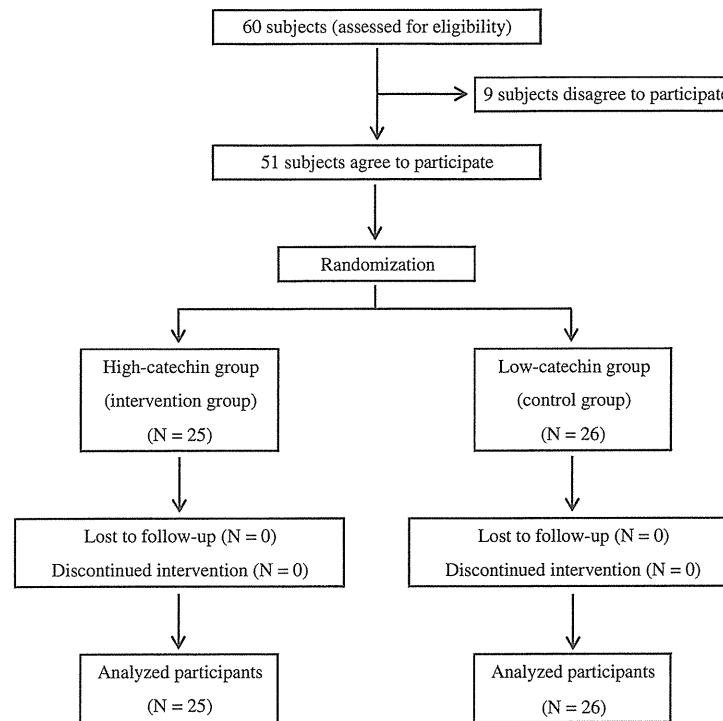 60 subjects (assessed for eligibility)
9 subjects disagree to participate
51 subjects agree to participate
Randomization
High-catechin group
(intervention group)
(N = 25)
Low-catechin group
(control group)
(N = 26)
Lost to follow-up (N = 0)
Discontinued intervention (N = 0)
Lost to follow-up (N = 0)
Discontinued intervention (N = 0)
Analyzed participants
(N = 25)
Analyzed participants
(N = 26)